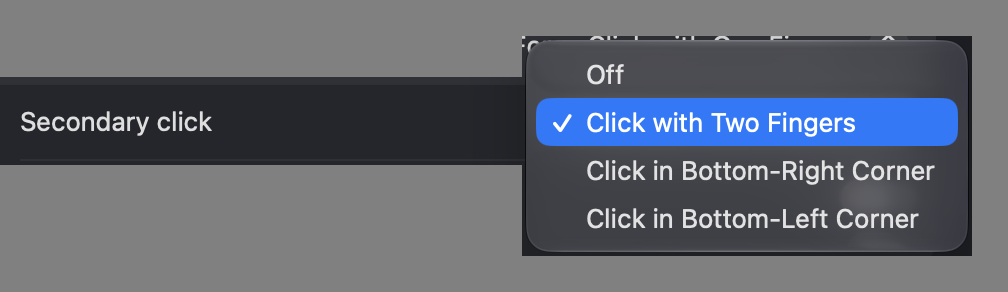 Secondary click
Off
✓ Click with Two Fingers
Click in Bottom-Right Corner
Click in Bottom-Left Corner